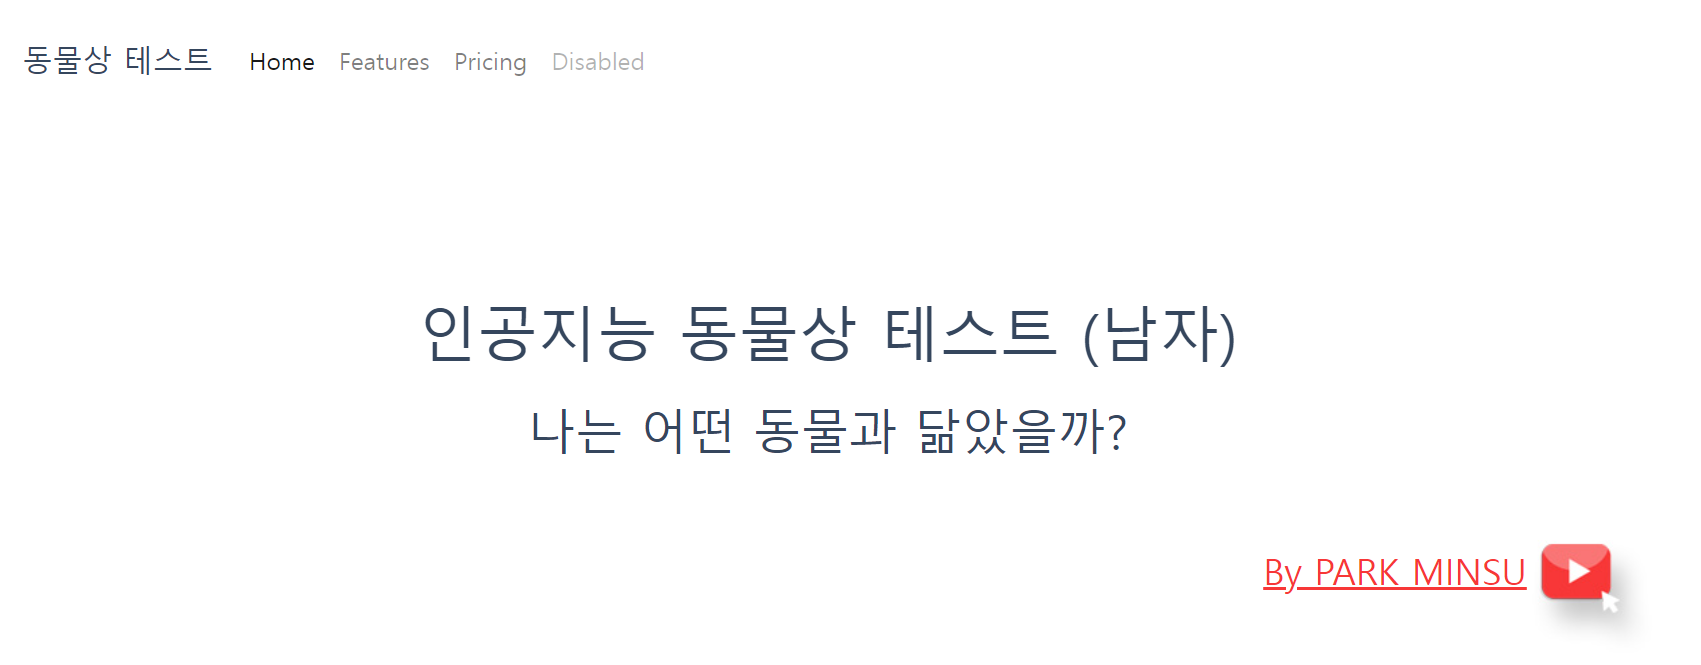 동물상 테스트 Home Features Pricing Disabled
인공지능 동물상 테스트 (남자)
나는 어떤 동물과 닮았을까?
By PARK MINSU